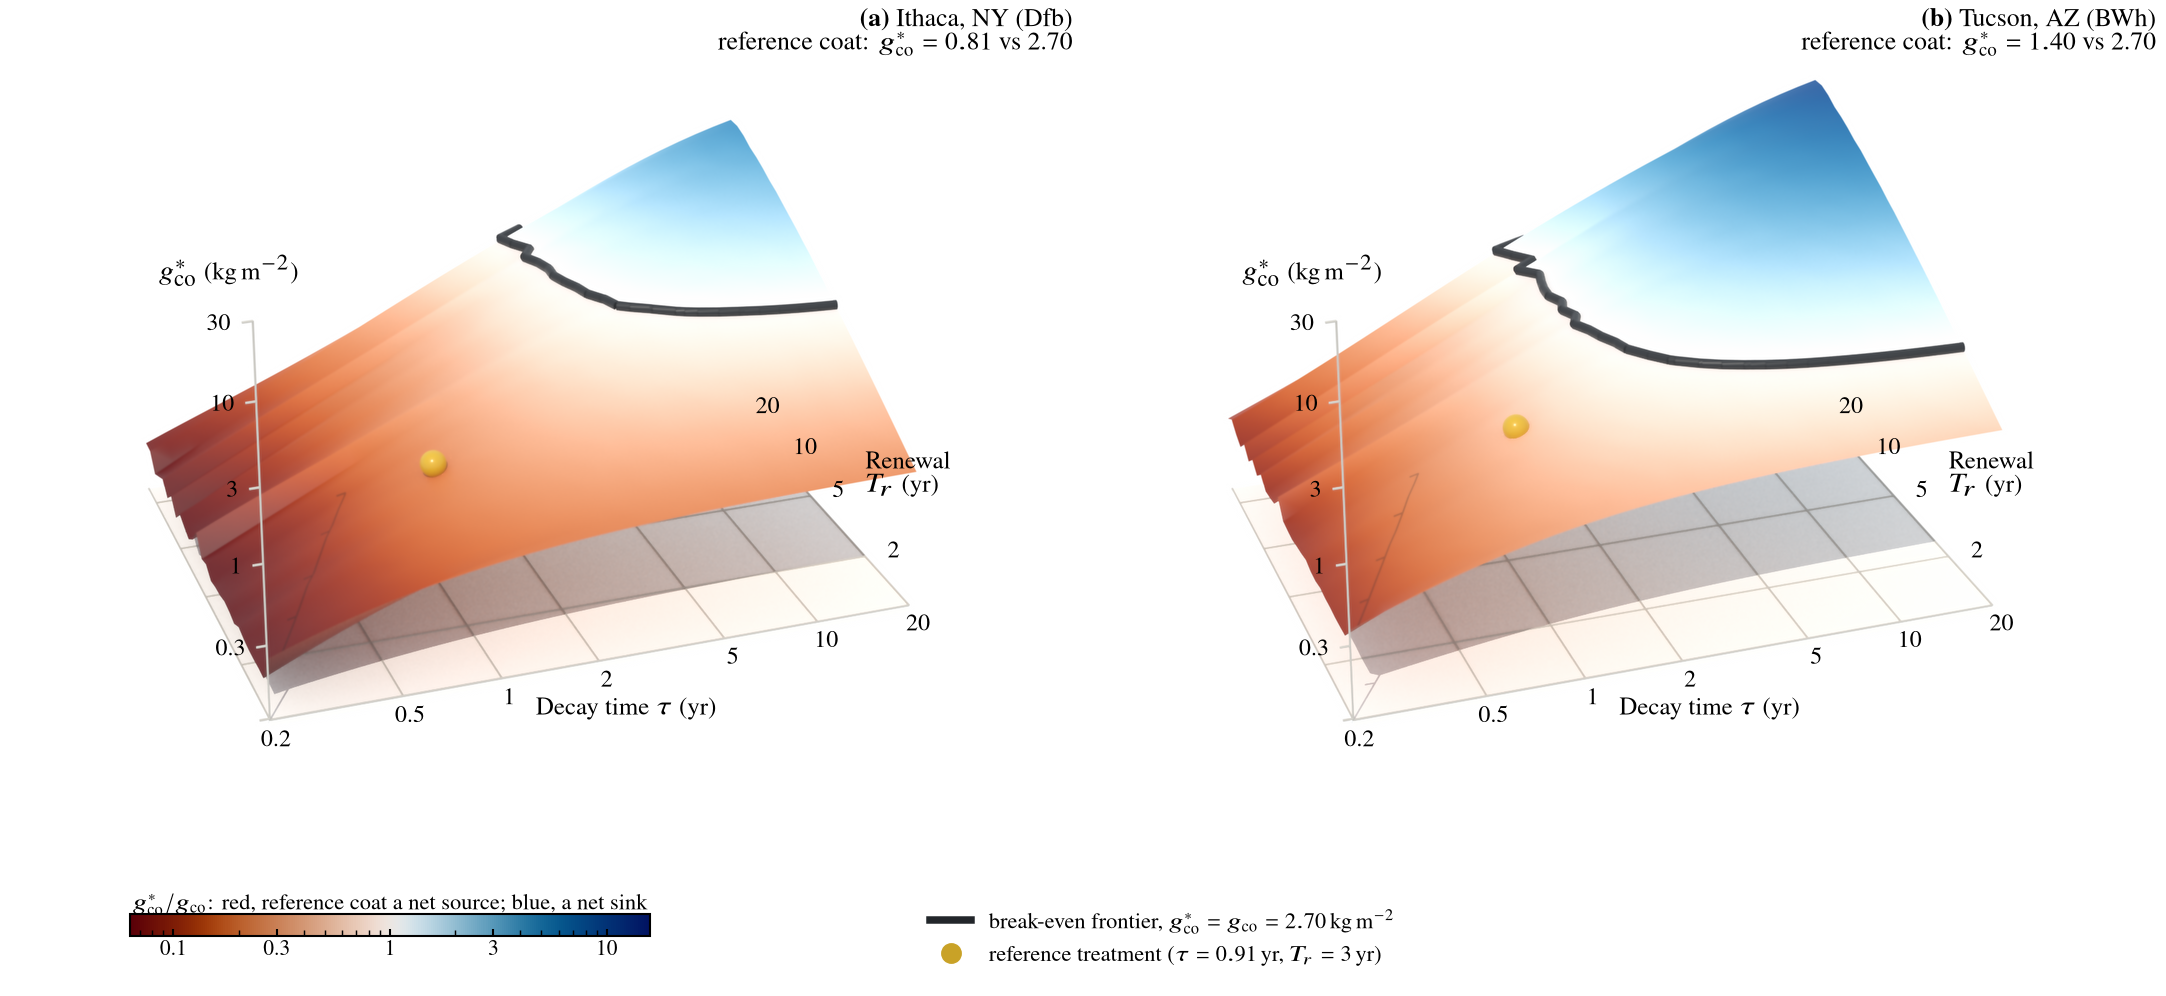 (a) Ithaca, NY (Dfb)
reference coat: g*co = 0.81 vs 2.70
g*co (kg m−2)
30
10
3
1
0.3
0.2
0.5
1
2
5
10
20
Decay time τ (yr)
20
10
5
2
Renewal
Tr (yr)
(b) Tucson, AZ (BWh)
reference coat: g*co = 1.40 vs 2.70
g*co (kg m−2)
30
10
3
1
0.3
0.2
0.5
1
2
5
10
20
Decay time τ (yr)
20
10
5
2
Renewal
Tr (yr)
g*co/gco: red, reference coat a net source; blue, a net sink
0.1 0.3 1 3 10
break-even frontier, g*co = gco = 2.70 kg m−2
reference treatment (τ = 0.91 yr, Tr = 3 yr)